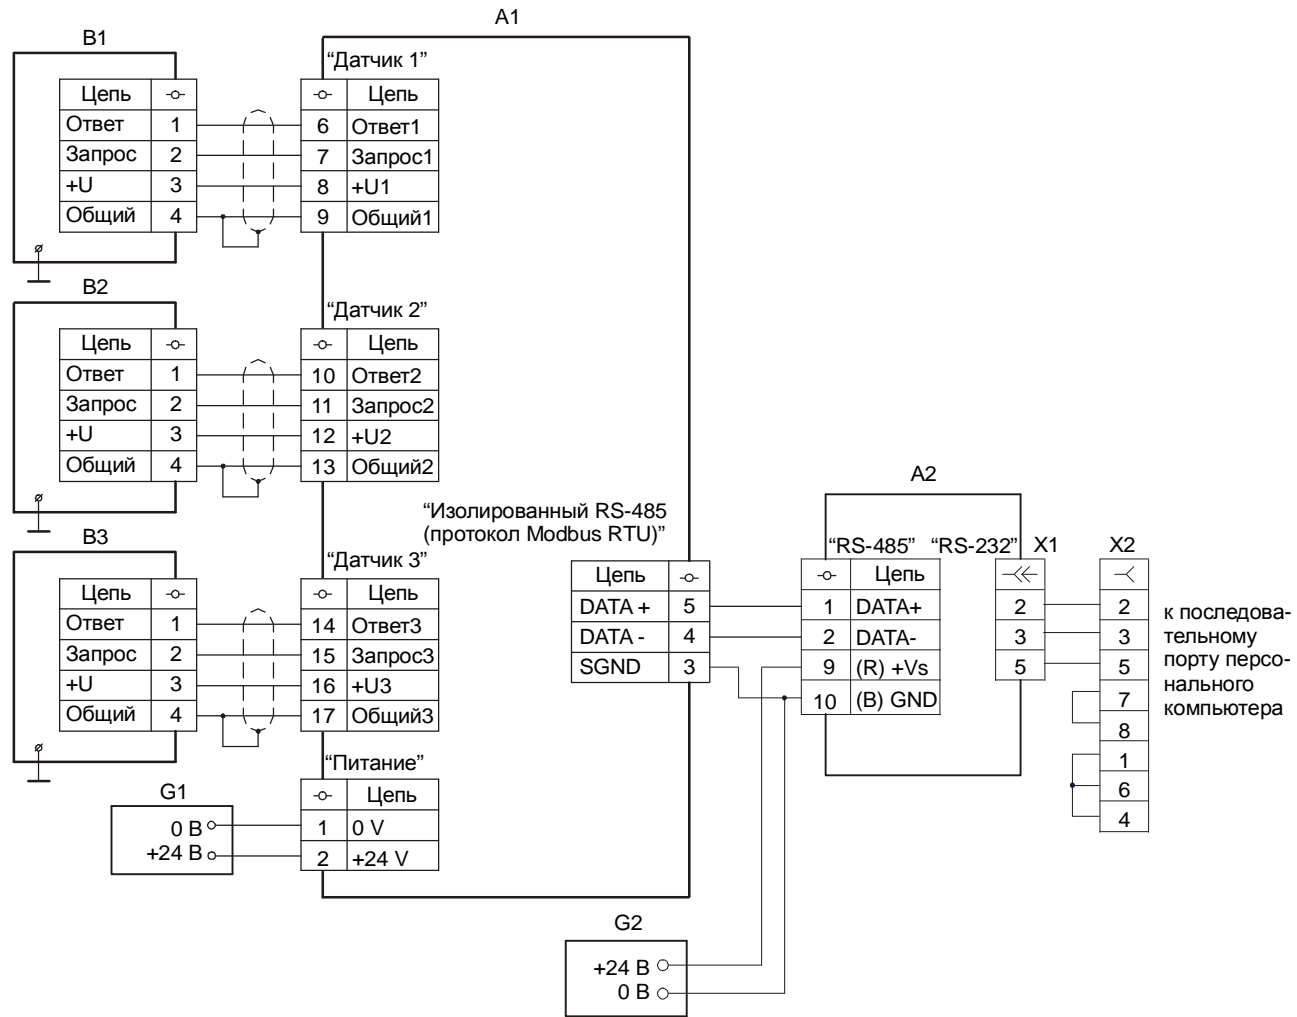 A1
B1
"Датчик 1"
Цепь
Цепь
Ответ 1 6 Ответ1
Запрос 2 7 Запрос1
+U 3 8 +U1
Общий 4 9 Общий1
B2
"Датчик 2"
Цепь
Цепь
Ответ 1 10 Ответ2
Запрос 2 11 Запрос2
+U 3 12 +U2
Общий 4 13 Общий2
B3
"Датчик 3"
Цепь
Цепь
Ответ 1 14 Ответ3
Запрос 2 15 Запрос3
+U 3 16 +U3
Общий 4 17 Общий3
"Питание"
Цепь
1 0 V
2 +24 V
G1
0 В
+24 В
"Изолированный RS-485
(протокол Modbus RTU)"
Цепь
DATA + 5
DATA - 4
SGND 3
A2
"RS-485" "RS-232" X1 X2
Цепь
1 DATA+
2 DATA-
9 (R) +Vs
10 (B) GND
2
3
5
2
3
5
7
8
1
6
4
к последова-
тельному
порту персо-
нального
компьютера
G2
+24 В
0 В